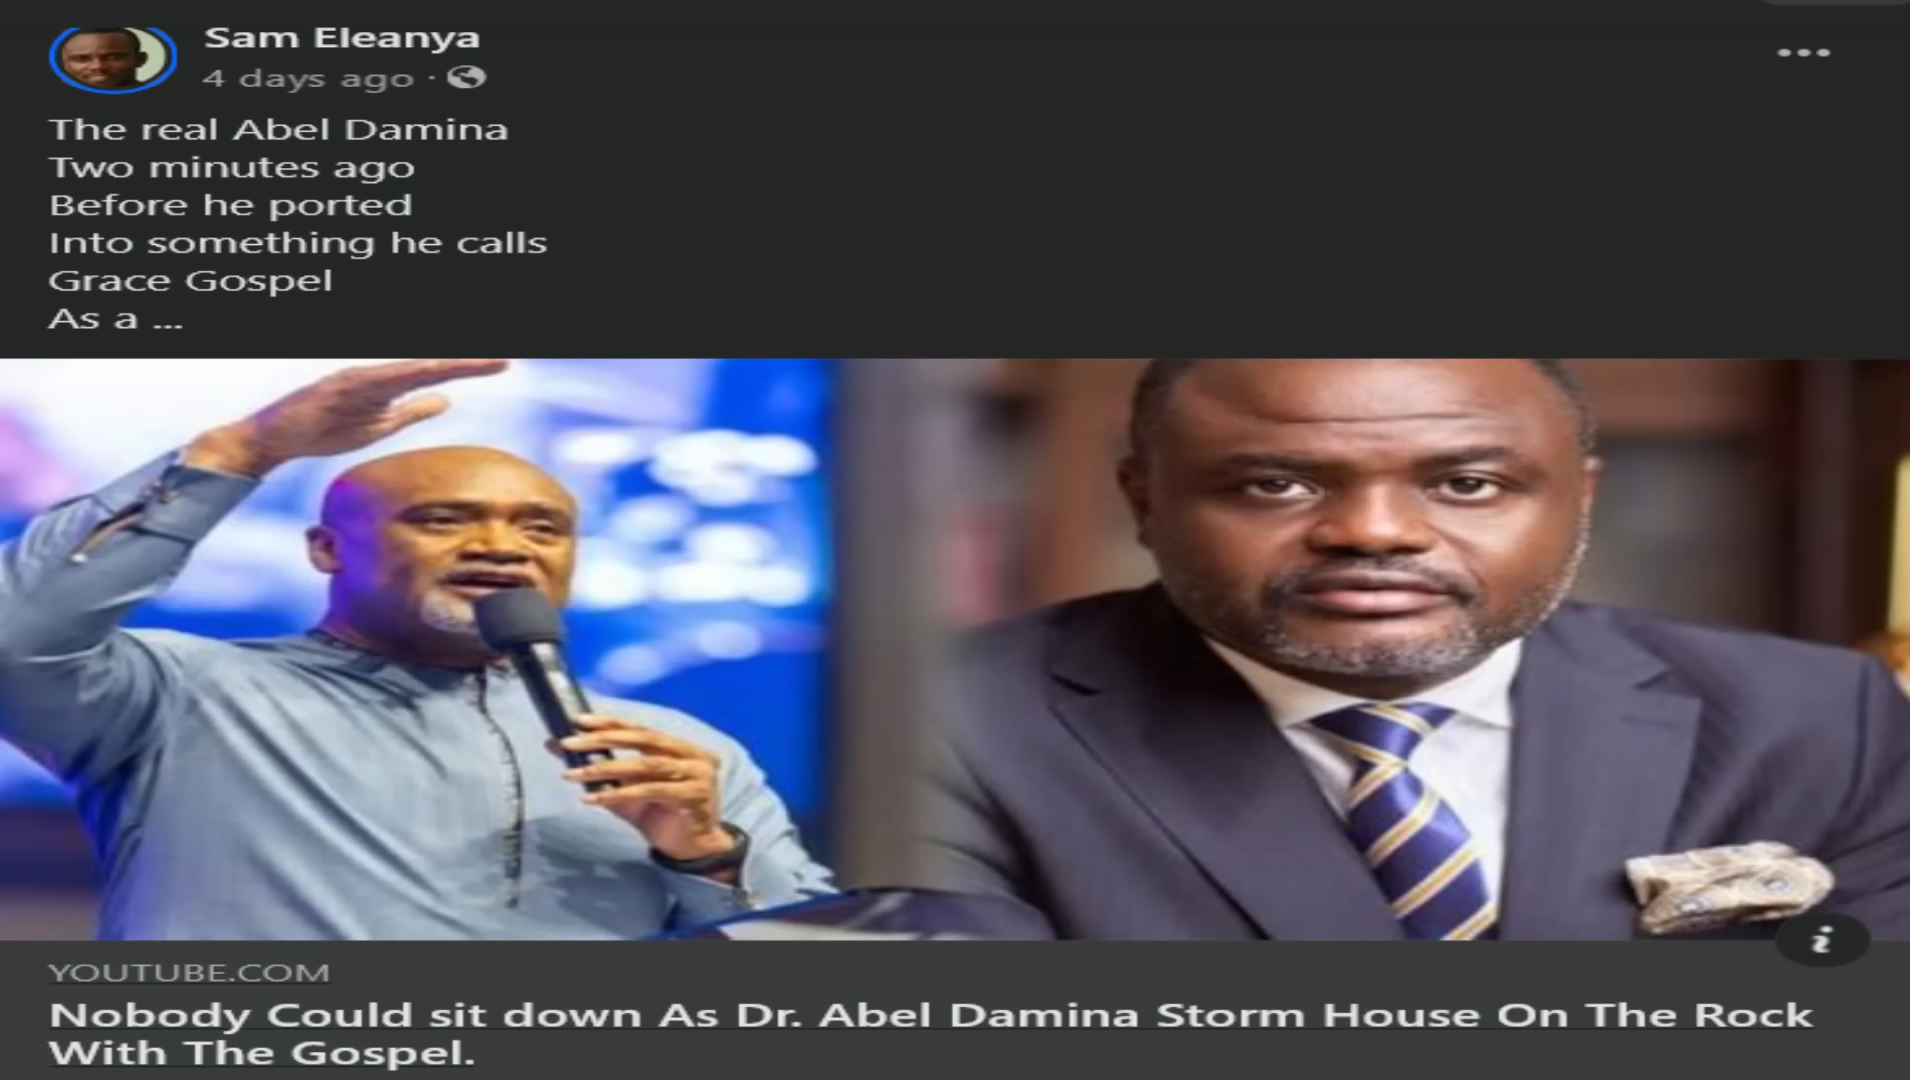 Sam Eleanya
4 days ago ·
The real Abel Damina
Two minutes ago
Before he ported
Into something he calls
Grace Gospel
As a ...
YOUTUBE.COM
Nobody Could sit down As Dr. Abel Damina Storm House On The Rock
With The Gospel.